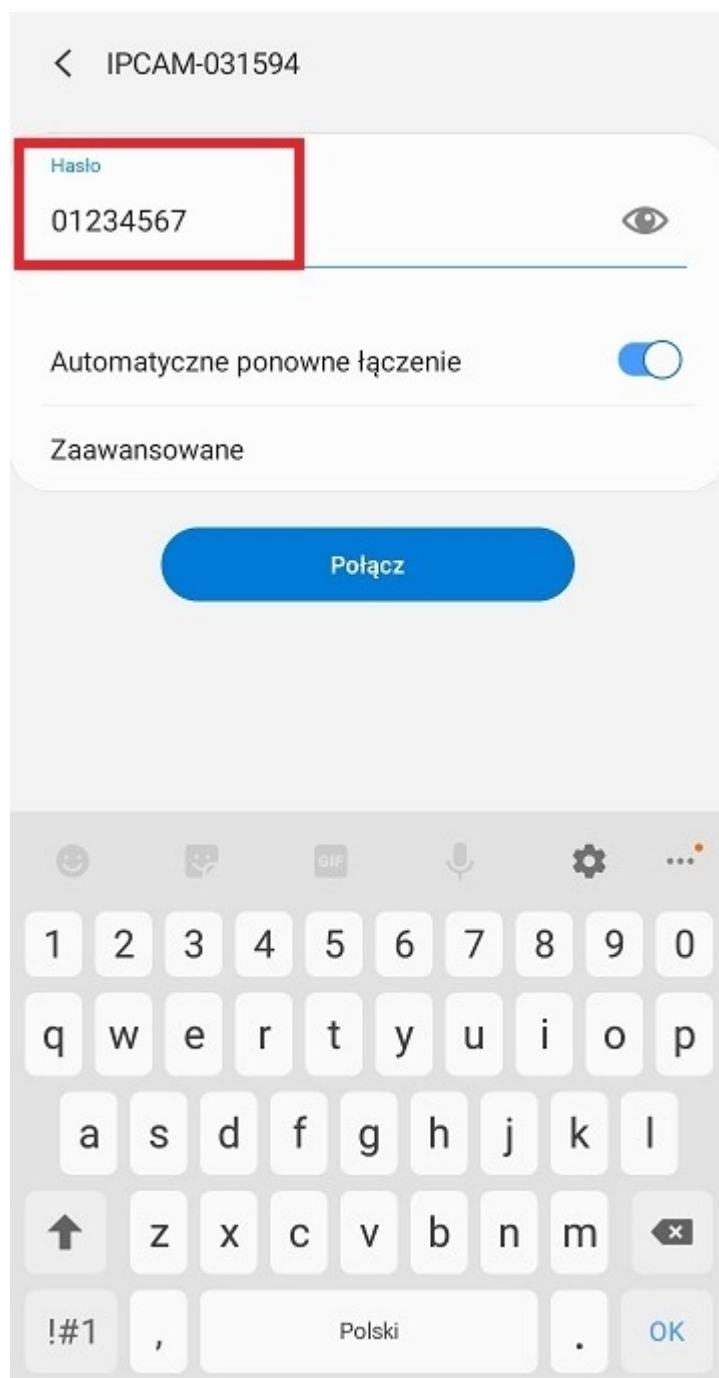 IPCAM-031594
Hasło
01234567
Automatyczne ponowne łączenie
Zaawansowane
Połącz
GIF
1 2 3 4 5 6 7 8 9 0
q w e r t y u i o p
a s d f g h j k l
z x c v b n m
!#1 , Polski . OK